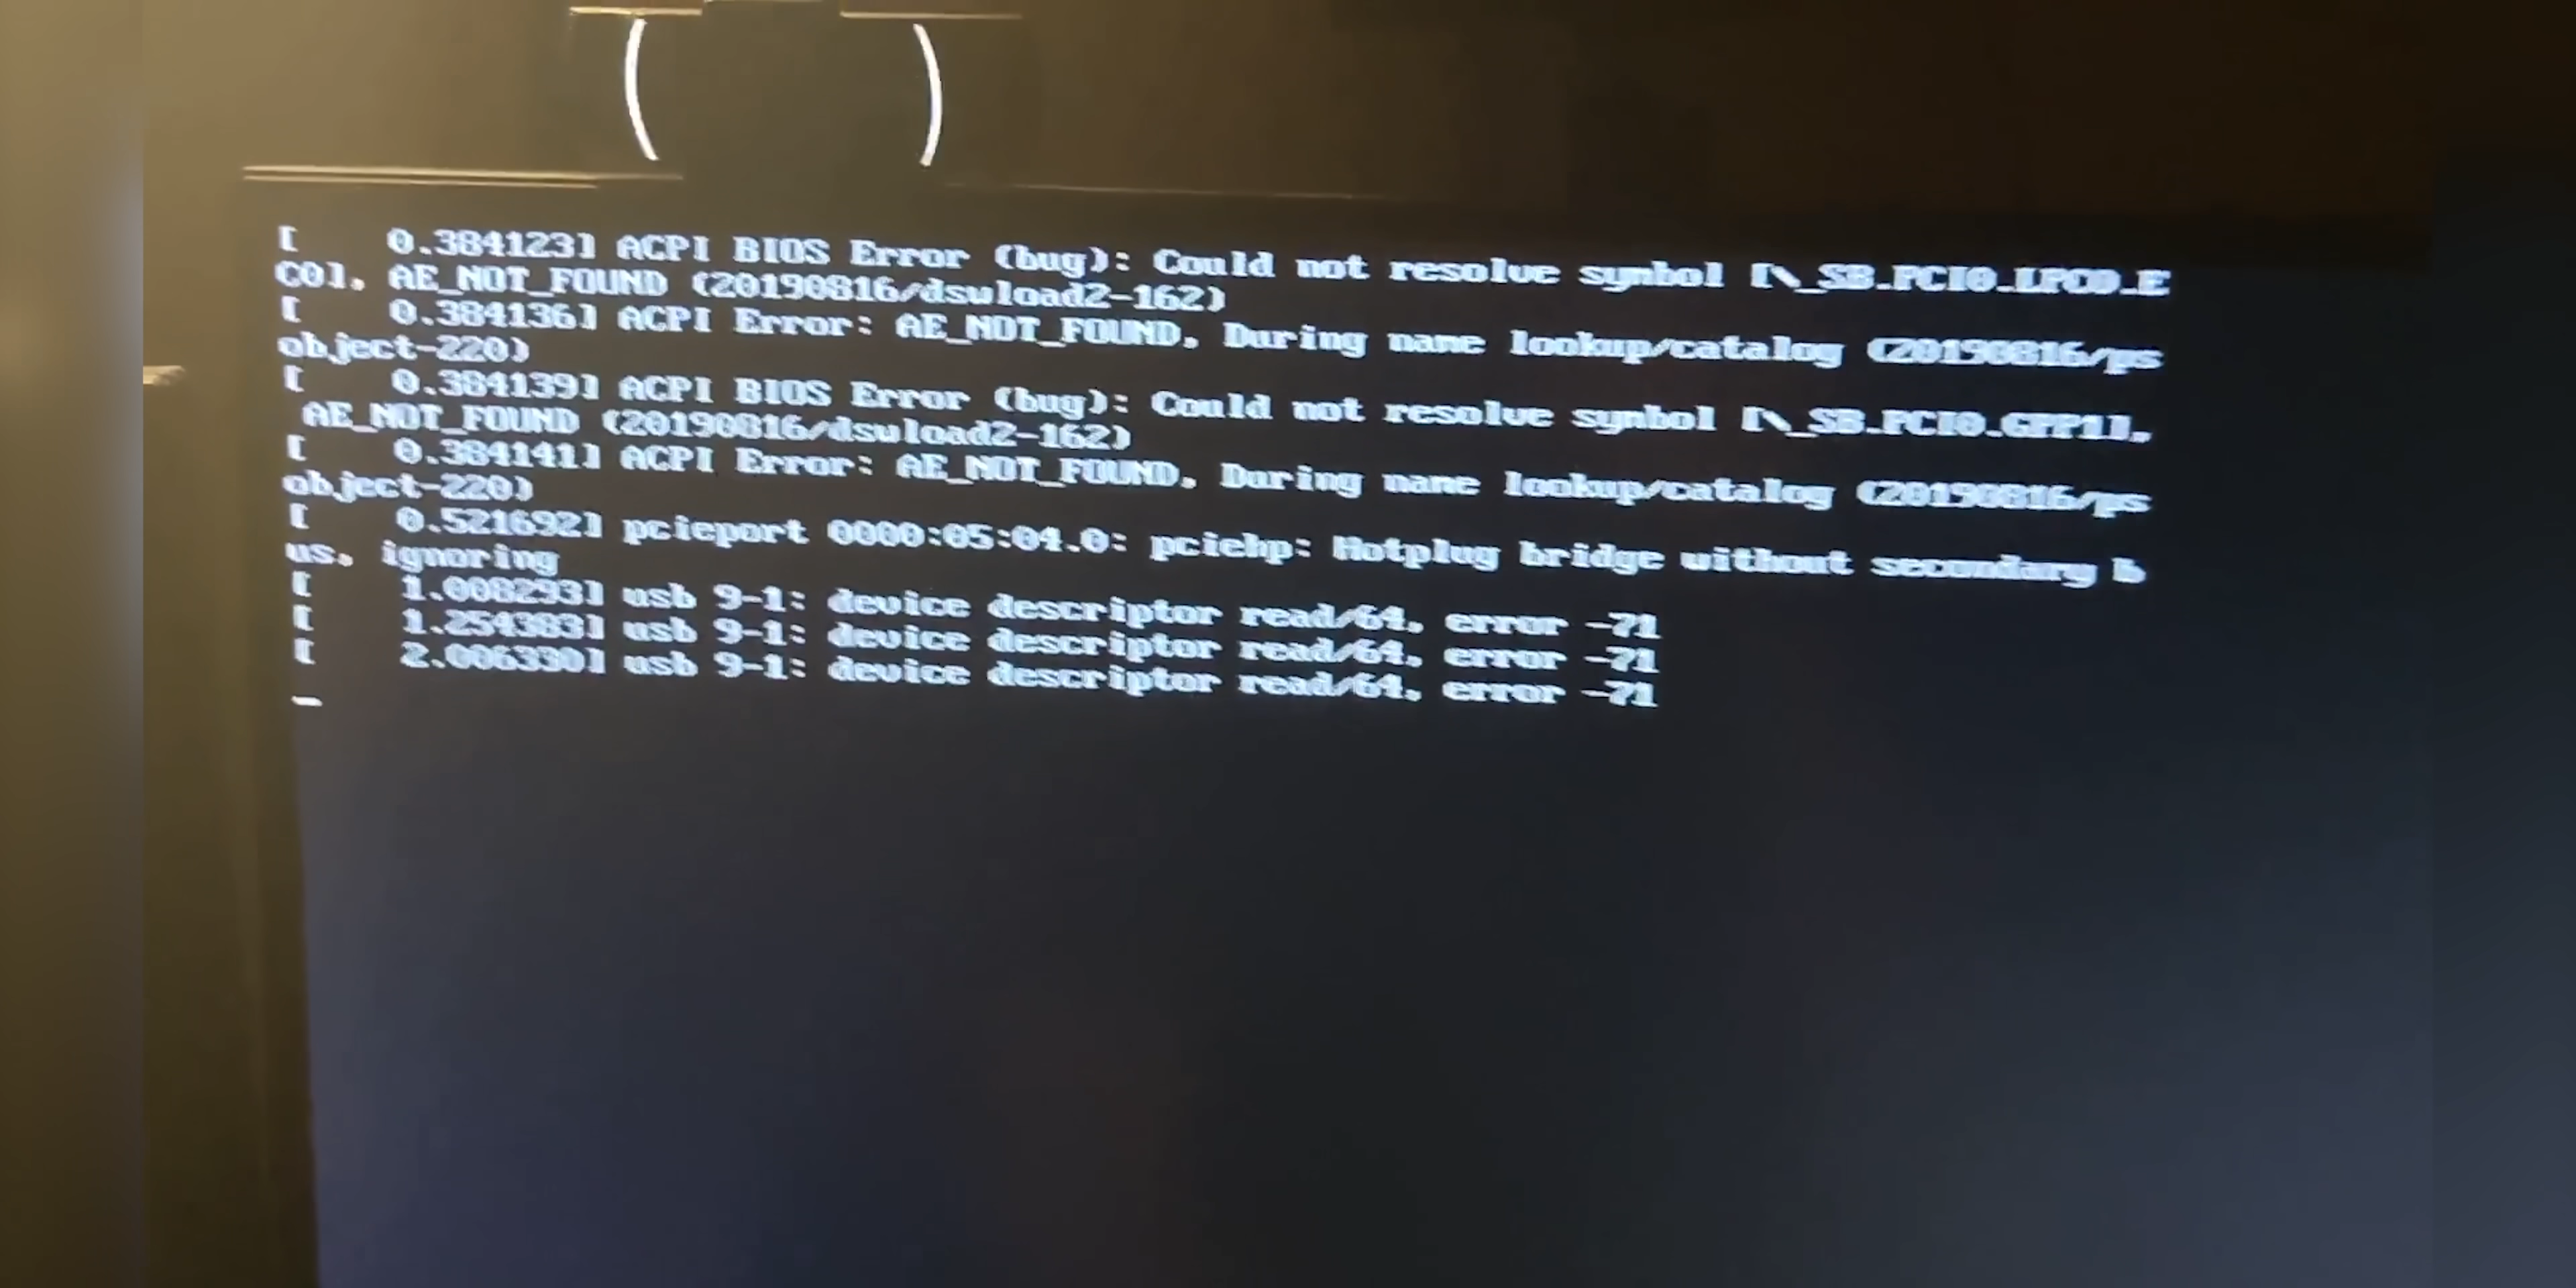 [    0.384123] ACPI BIOS Error (bug): Could not resolve symbol [\_SB.PCI0.LPC0.E
C0], AE_NOT_FOUND (20190816/dswload2-162)
[    0.384136] ACPI Error: AE_NOT_FOUND, During name lookup/catalog (20190816/ps
object-220)
[    0.384139] ACPI BIOS Error (bug): Could not resolve symbol [\_SB.PCI0.GPP1],
 AE_NOT_FOUND (20190816/dswload2-162)
[    0.384141] ACPI Error: AE_NOT_FOUND, During name lookup/catalog (20190816/ps
object-220)
[    0.521692] pcieport 0000:05:04.0: pciehp: Hotplug bridge without secondary b
us, ignoring
[    1.008293] usb 9-1: device descriptor read/64, error -71
[    1.254383] usb 9-1: device descriptor read/64, error -71
[    2.006330] usb 9-1: device descriptor read/64, error -71
_